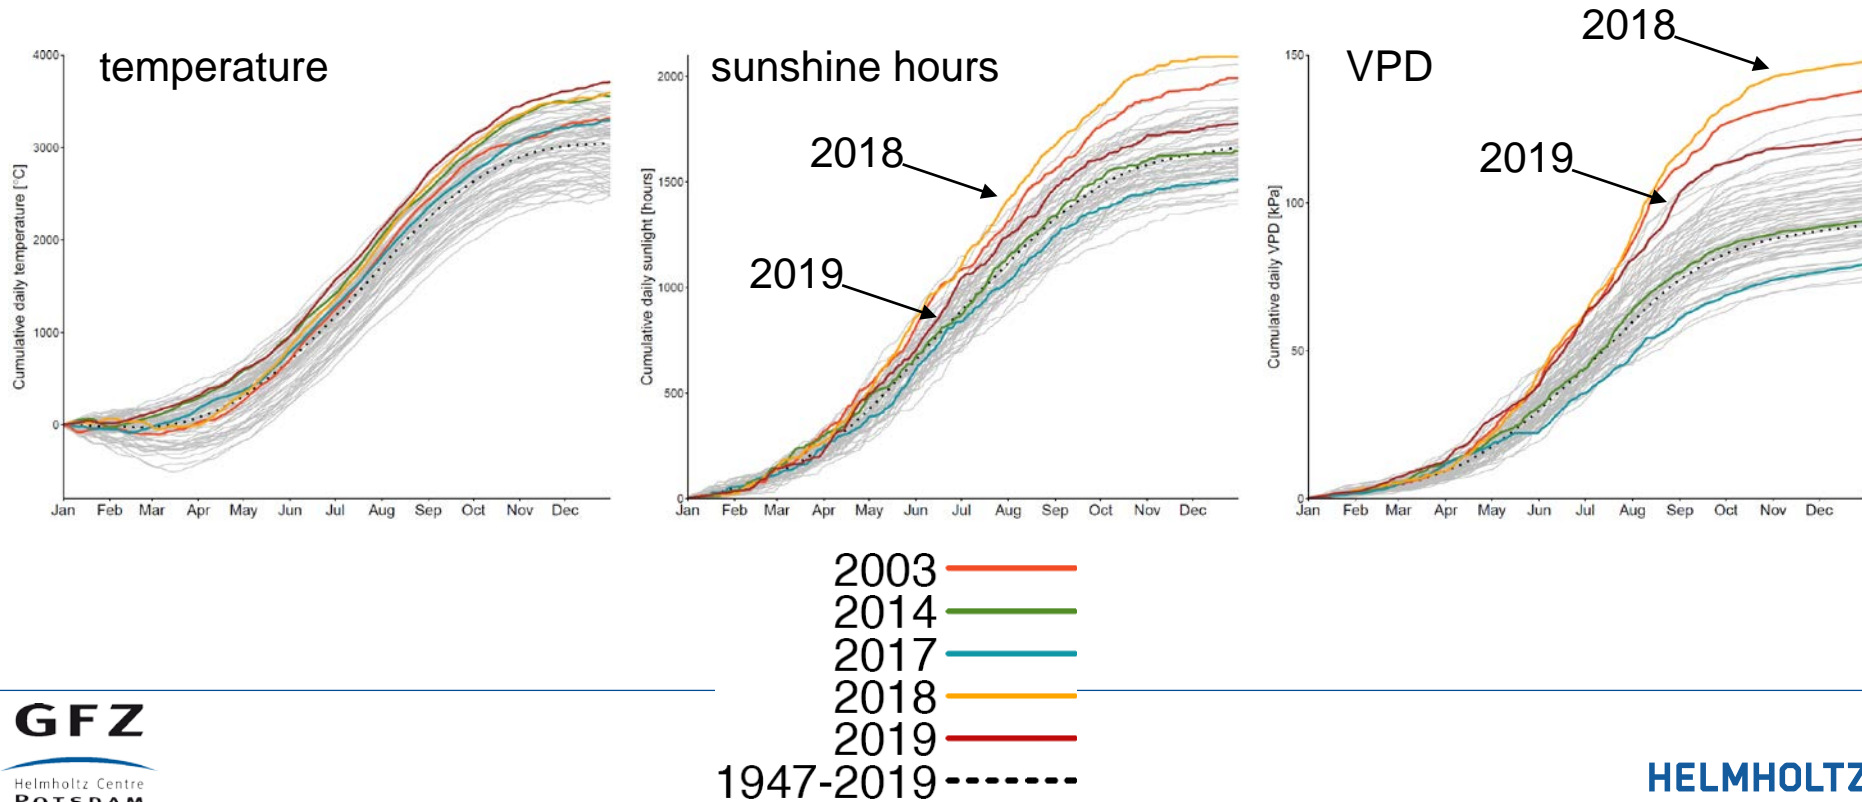 temperature
4000
3000
2000
1000
0
Cumulative daily temperature [°C]
Jan Feb Mar Apr May Jun Jul Aug Sep Oct Nov Dec
sunshine hours
2018
2019
2000
1500
1000
500
0
Cumulative daily sunlight [hours]
Jan Feb Mar Apr May Jun Jul Aug Sep Oct Nov Dec
VPD
2018
2019
150
100
50
0
Cumulative daily VPD [kPa]
Jan Feb Mar Apr May Jun Jul Aug Sep Oct Nov Dec
2003
2014
2017
2018
2019
1947-2019
GFZ
Helmholtz Centre
POTSDAM
HELMHOLTZ